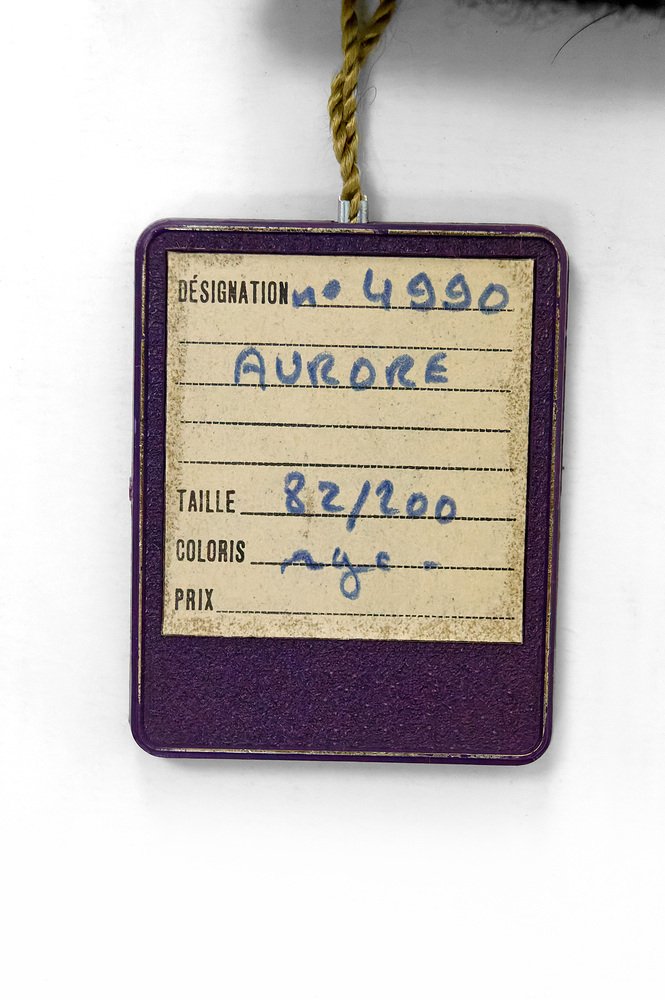 DÉSIGNATION n° 4990
AURORE
TAILLE 82/200
COLORIS
PRIX